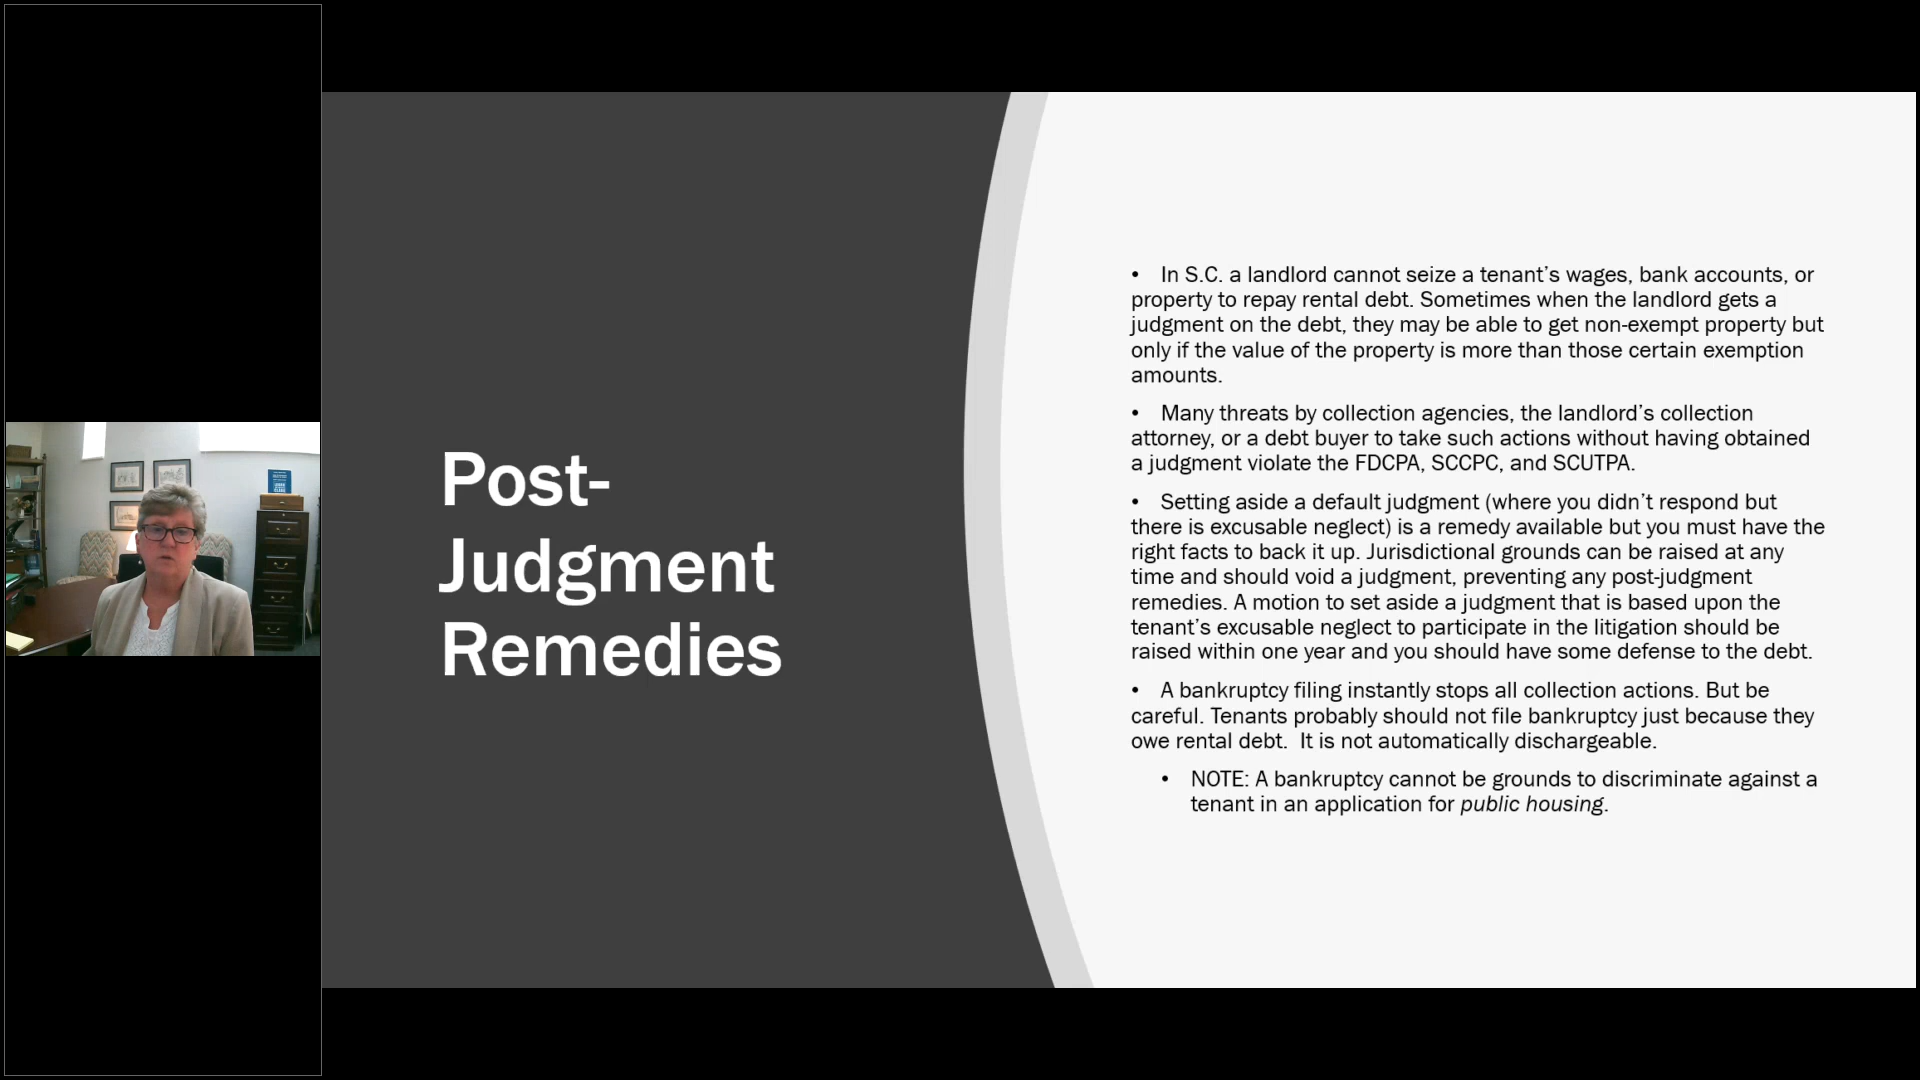 Post-
Judgment
Remedies
• In S.C. a landlord cannot seize a tenant’s wages, bank accounts, or
property to repay rental debt. Sometimes when the landlord gets a
judgment on the debt, they may be able to get non-exempt property but
only if the value of the property is more than those certain exemption
amounts.
• Many threats by collection agencies, the landlord’s collection
attorney, or a debt buyer to take such actions without having obtained
a judgment violate the FDCPA, SCCPC, and SCUTPA.
• Setting aside a default judgment (where you didn’t respond but
there is excusable neglect) is a remedy available but you must have the
right facts to back it up. Jurisdictional grounds can be raised at any
time and should void a judgment, preventing any post-judgment
remedies. A motion to set aside a judgment that is based upon the
tenant’s excusable neglect to participate in the litigation should be
raised within one year and you should have some defense to the debt.
• A bankruptcy filing instantly stops all collection actions. But be
careful. Tenants probably should not file bankruptcy just because they
owe rental debt.  It is not automatically dischargeable.
• NOTE: A bankruptcy cannot be grounds to discriminate against a
tenant in an application for public housing.